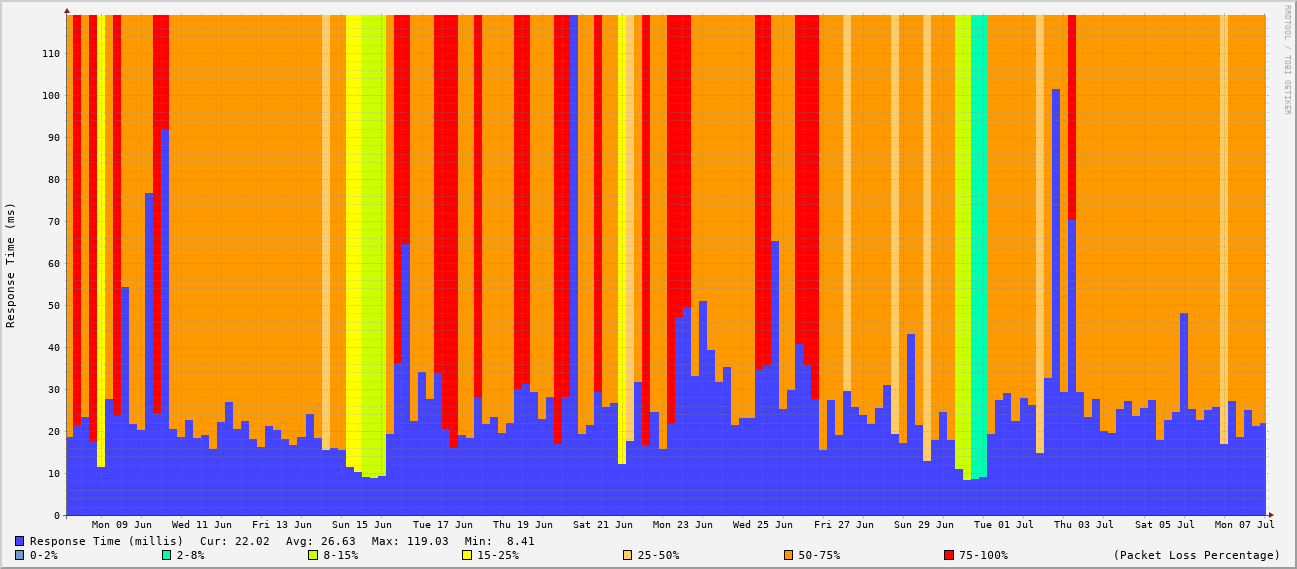 RRDTOOL / TOBI OETIKER
Response Time (ms)
110
100
90
80
70
60
50
40
30
20
10
0
Mon 09 Jun Wed 11 Jun Fri 13 Jun Sun 15 Jun Tue 17 Jun Thu 19 Jun Sat 21 Jun Mon 23 Jun Wed 25 Jun Fri 27 Jun Sun 29 Jun Tue 01 Jul Thu 03 Jul Sat 05 Jul Mon 07 Jul
Response Time (millis) Cur: 22.02 Avg: 26.63 Max: 119.03 Min: 8.41
0-2% 2-8% 8-15% 15-25% 25-50% 50-75% 75-100% (Packet Loss Percentage)